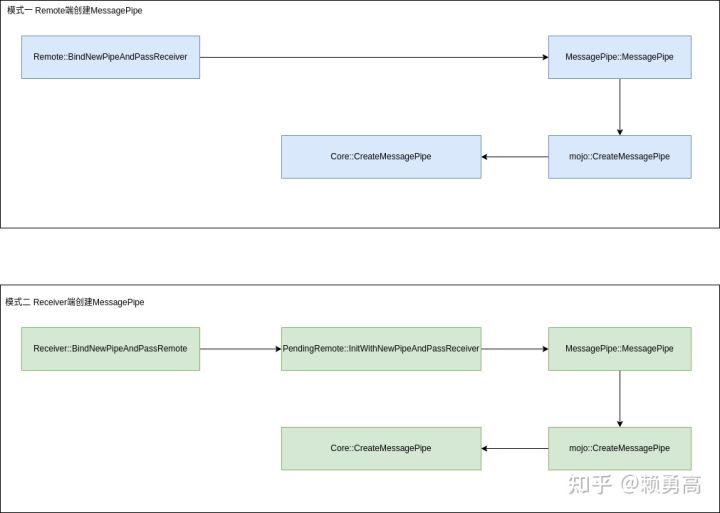 模式一 Remote端创建MessagePipe
Remote::BindNewPipeAndPassReceiver
MessagePipe::MessagePipe
Core::CreateMessagePipe
mojo::CreateMessagePipe
模式二 Receiver端创建MessagePipe
Receiver::BindNewPipeAndPassRemote
PendingRemote::InitWithNewPipeAndPassReceiver
MessagePipe::MessagePipe
Core::CreateMessagePipe
mojo::CreateMessagePipe
知乎 @赖勇高